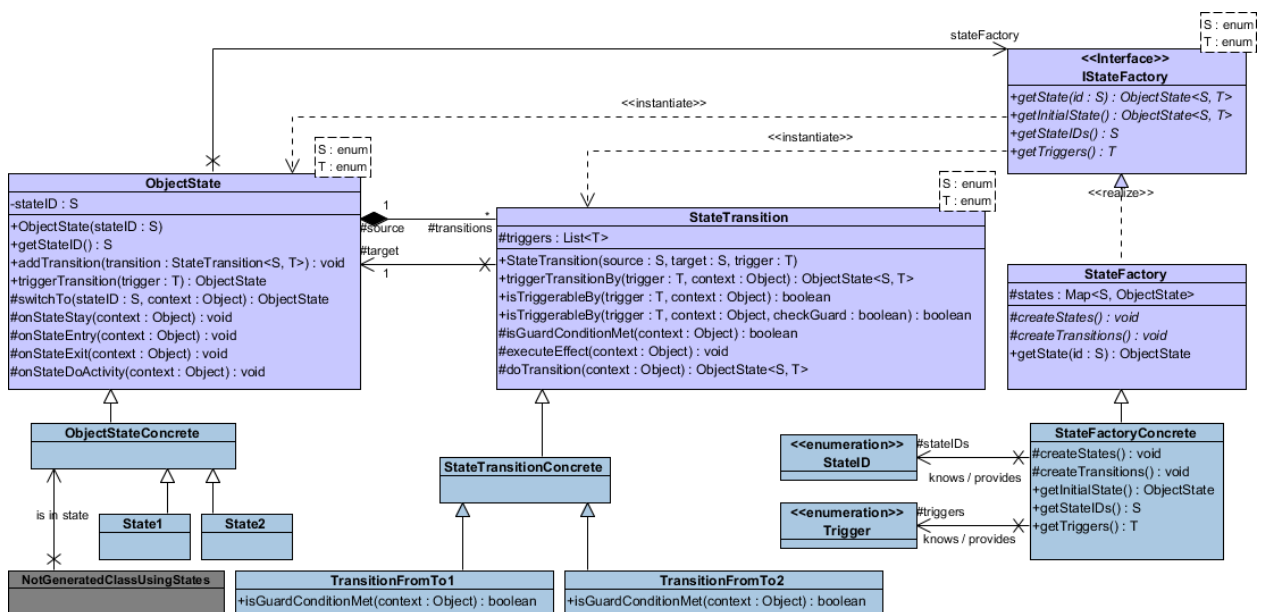 S : enum
T : enum
stateFactory
<<Interface>>
IStateFactory
+getState(id : S) : ObjectState<S, T>
+getInitialState() : ObjectState<S, T>
+getStateIDs() : S
+getTriggers() : T
<<instantiate>>
<<instantiate>>
S : enum
T : enum
ObjectState
-stateID : S
+ObjectState(stateID : S)
+getStateID() : S
+addTransition(transition : StateTransition<S, T>) : void
+triggerTransition(trigger : T) : ObjectState
#switchTo(stateID : S, context : Object) : ObjectState
#onStateStay(context : Object) : void
#onStateEntry(context : Object) : void
#onStateExit(context : Object) : void
#onStateDoActivity(context : Object) : void
1
*
#source
#transitions
#target
1
S : enum
T : enum
StateTransition
#triggers : List<T>
+StateTransition(source : S, target : S, trigger : T)
+triggerTransitionBy(trigger : T, context : Object) : ObjectState<S, T>
+isTriggerableBy(trigger : T, context : Object) : boolean
+isTriggerableBy(trigger : T, context : Object, checkGuard : boolean) : boolean
#isGuardConditionMet(context : Object) : boolean
#executeEffect(context : Object) : void
#doTransition(context : Object) : ObjectState<S, T>
<<realize>>
StateFactory
#states : Map<S, ObjectState>
#createStates() : void
#createTransitions() : void
+getState(id : S) : ObjectState
ObjectStateConcrete
is in state
State1
State2
NotGeneratedClassUsingStates
StateTransitionConcrete
TransitionFromTo1
+isGuardConditionMet(context : Object) : boolean
TransitionFromTo2
+isGuardConditionMet(context : Object) : boolean
<<enumeration>>
StateID
#stateIDs
knows / provides
<<enumeration>>
Trigger
#triggers
knows / provides
StateFactoryConcrete
#createStates() : void
#createTransitions() : void
+getInitialState() : ObjectState
+getStateIDs() : S
+getTriggers() : T